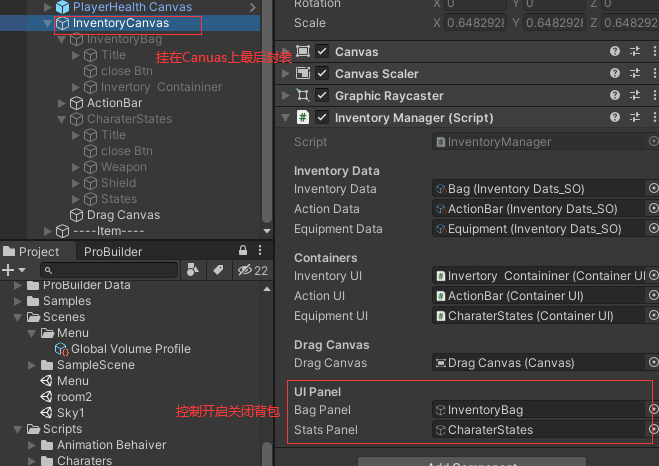 PlayerHealth Canvas
InventoryCanvas
InventoryBag
Title
close Btn
Invertory Containiner
ActionBar
CharaterStates
Title
close Btn
Weapon
Shield
States
Drag Canvas
----Item----
挂在Canuas上最后封装
Project
ProBuilder
22
ProBuilder Data
Samples
Scenes
Menu
Global Volume Profile
SampleScene
Menu
room2
Sky1
Scripts
Animation Behaiver
Charaters
控制开启关闭背包
Rotation X 0 Y 0 Z 0
Scale X 0.648292 Y 0.648292 Z 0.648292
Canvas
Canvas Scaler
Graphic Raycaster
# Inventory Manager (Script)
Script # InventoryManager
Inventory Data
Inventory Data Bag (Inventory Dats_SO)
Action Data ActionBar (Inventory Dats_SO)
Equipment Data Equipment (Inventory Dats_SO)
Containers
Inventory UI # Invertory Containiner (Container UI
Action UI # ActionBar (Container UI)
Equipment UI # CharaterStates (Container UI)
Drag Canvas
Drag Canvas Drag Canvas (Canvas)
UI Panel
Bag Panel InventoryBag
Stats Panel CharaterStates
Add Component